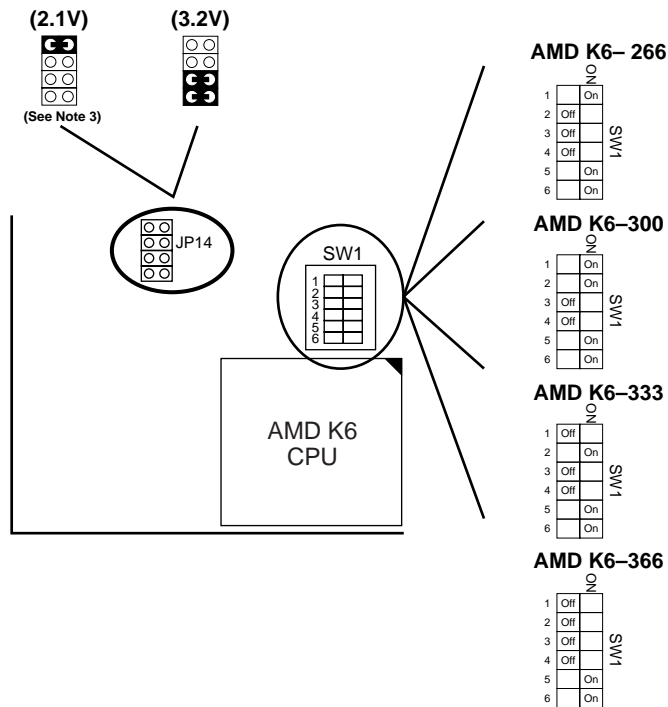 (2.1V)
(3.2V)
(See Note 3)
JP14
SW1
1
2
3
4
5
6
AMD K6
CPU
AMD K6– 266
ON
1 On
2 Off
3 Off
4 Off
5 On
6 On
SW1
AMD K6-300
ON
1 On
2 On
3 Off
4 Off
5 On
6 On
SW1
AMD K6–333
ON
1 Off
2 On
3 Off
4 Off
5 On
6 On
SW1
AMD K6–366
ON
1 Off
2 Off
3 Off
4 Off
5 On
6 On
SW1